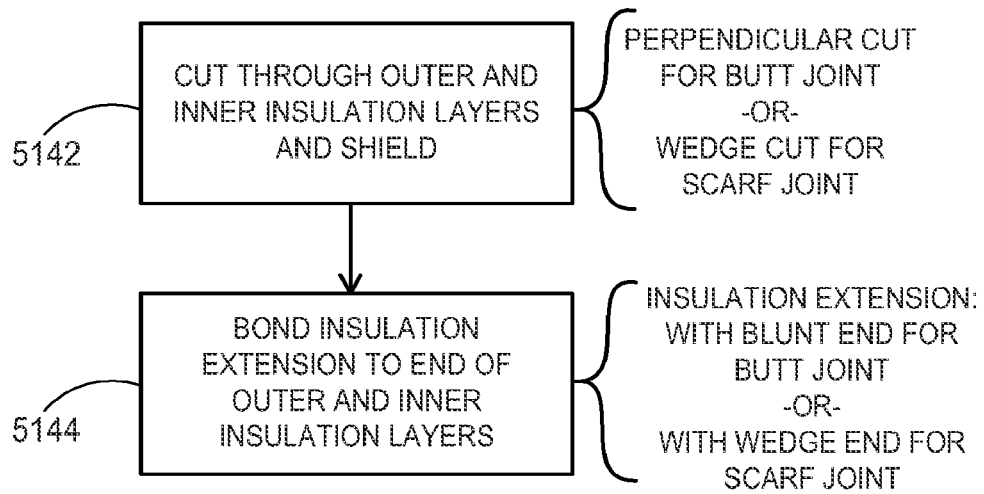 CUT THROUGH OUTER AND
INNER INSULATION LAYERS
AND SHIELD
5142
PERPENDICULAR CUT
FOR BUTT JOINT
-OR-
WEDGE CUT FOR
SCARF JOINT
BOND INSULATION
EXTENSION TO END OF
OUTER AND INNER
INSULATION LAYERS
5144
INSULATION EXTENSION:
WITH BLUNT END FOR
BUTT JOINT
-OR-
WITH WEDGE END FOR
SCARF JOINT